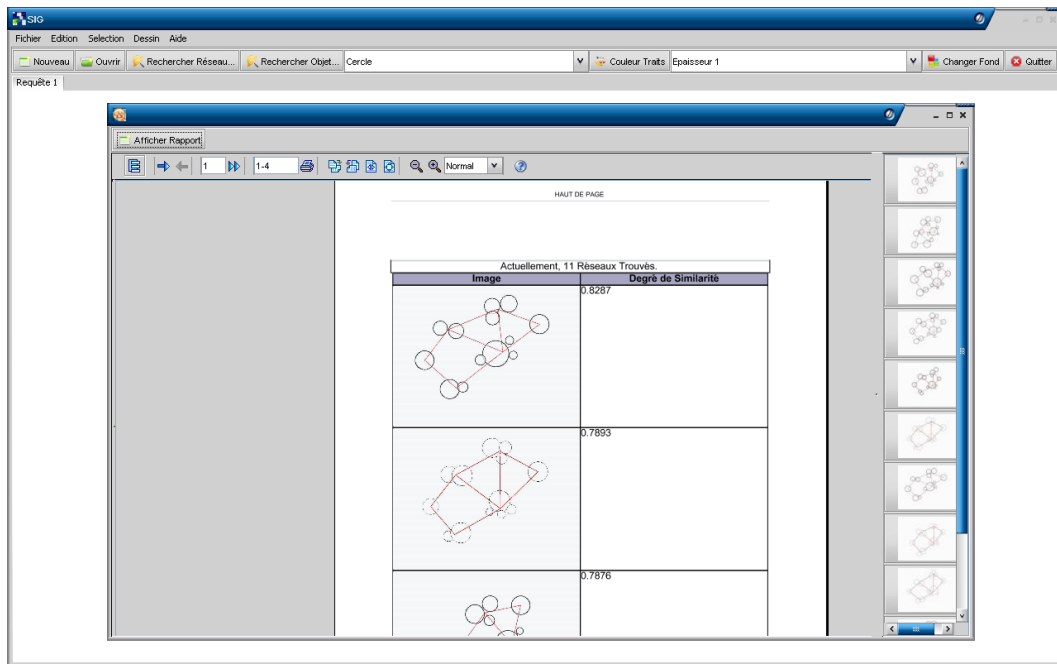 SIG
Fichier Edition Selection Dessin Aide
Nouveau Ouvrir Rechercher Réseau... Rechercher Objet... Cercle Couleur Traits Epaisseur 1 Changer Fond Quitter
Requête 1
Afficher Rapport
1 1-4 Normal
HAUT DE PAGE
Actuellement, 11 Rèseaux Trouvès.
Image Degrè de Similaritè
0.8287
0.7893
0.7876